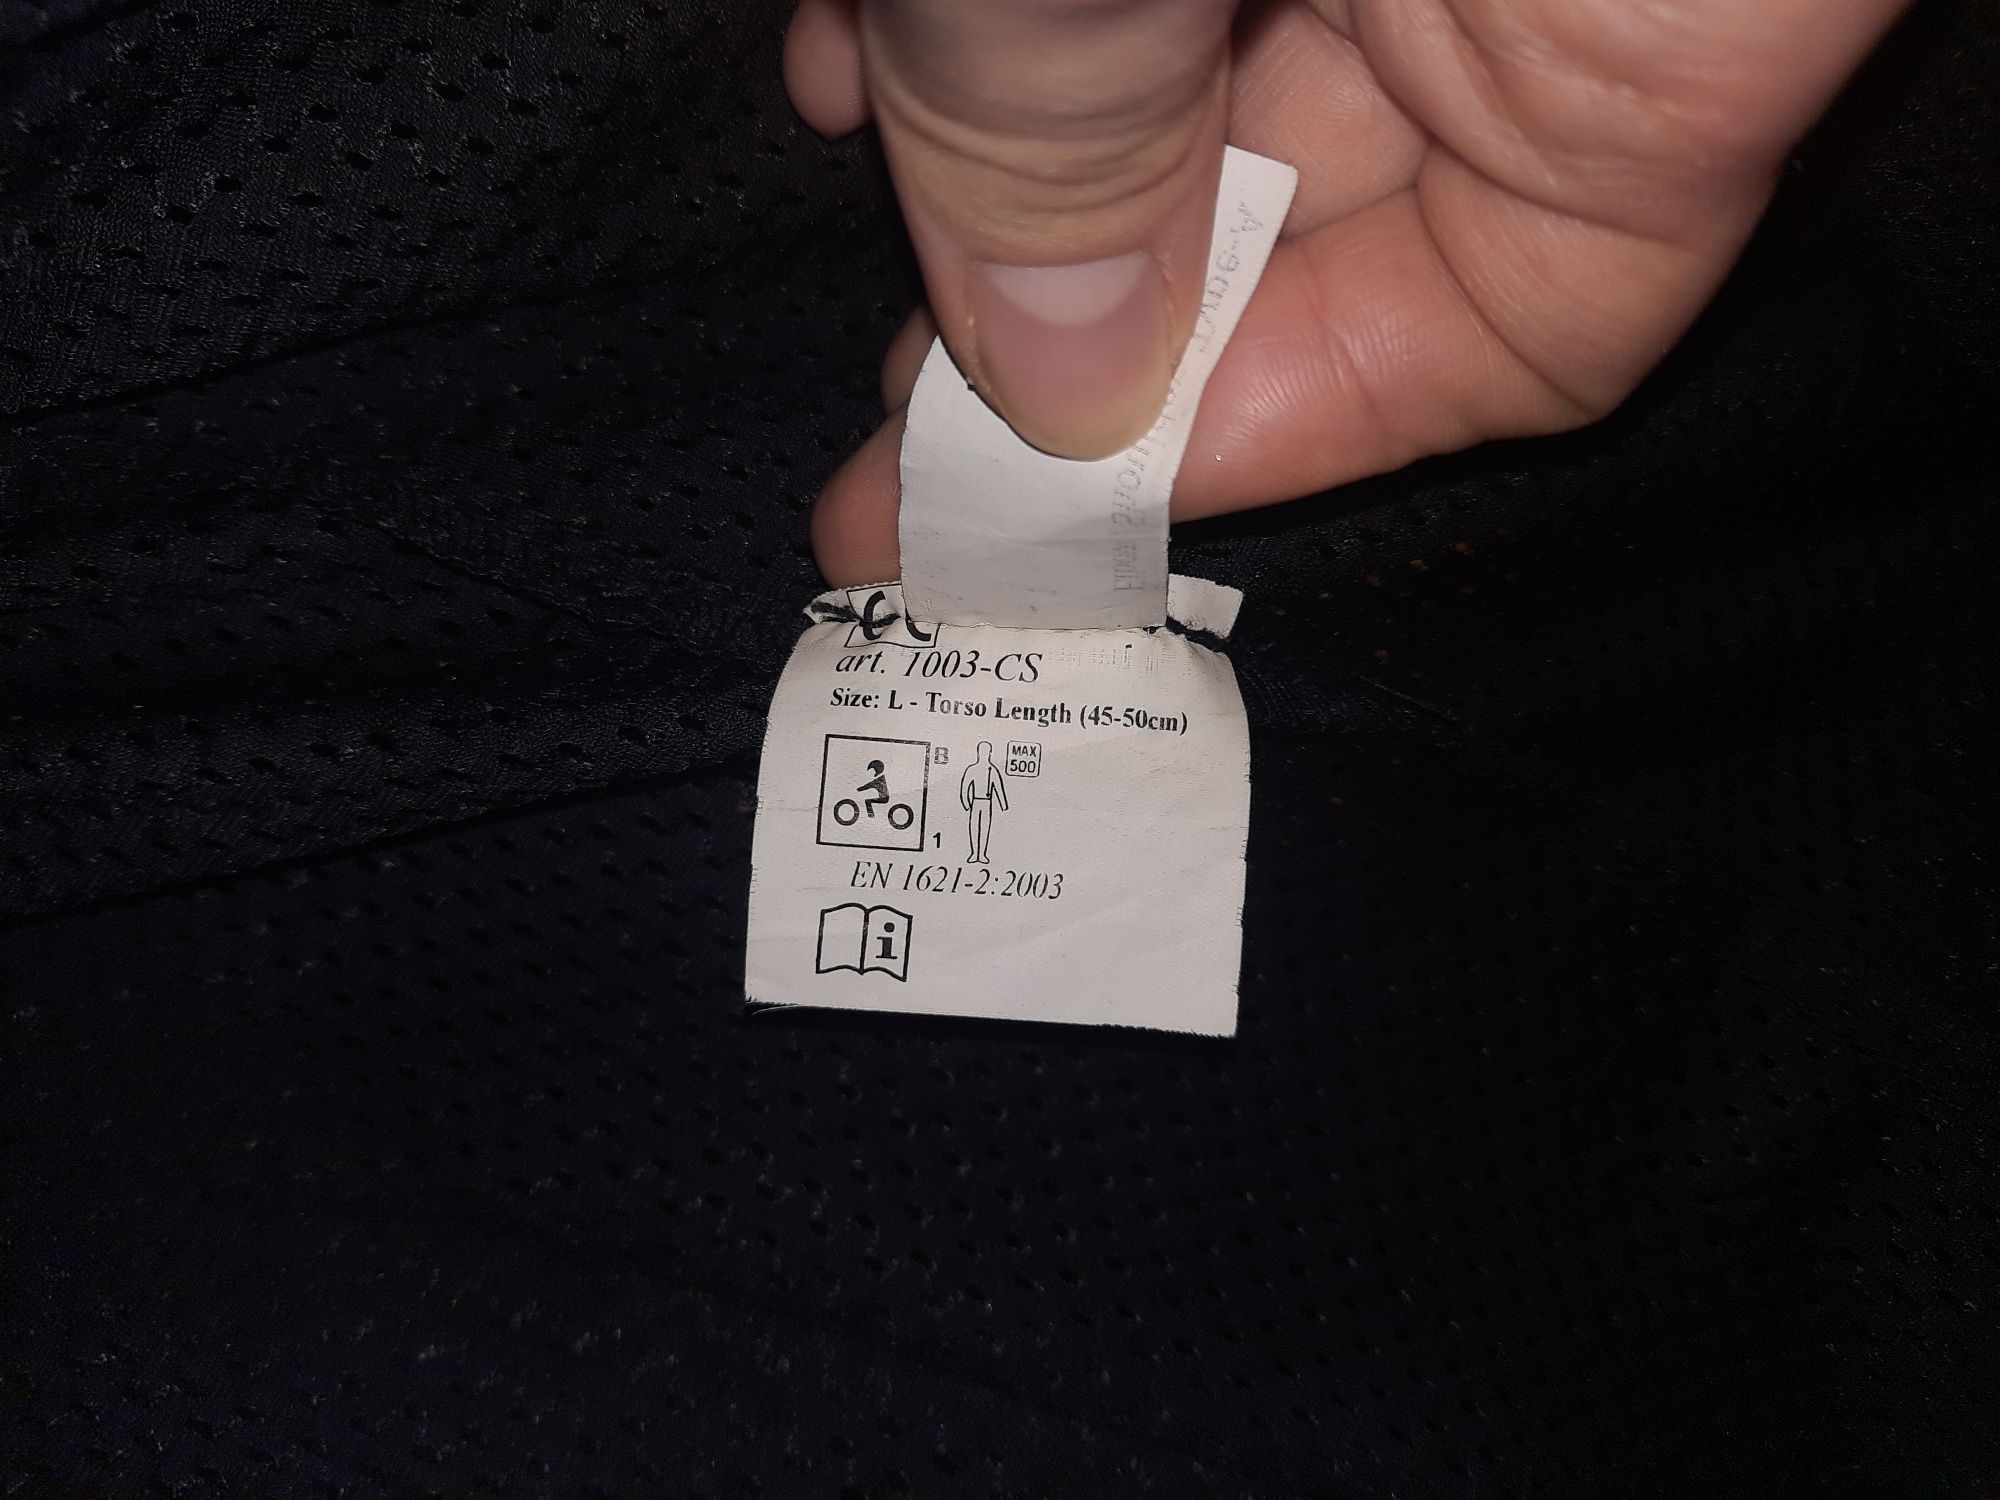 CE
art. 1003-CS
Size: L - Torso Length (45-50cm)
B
MAX
500
1
EN 1621-2:2003
i